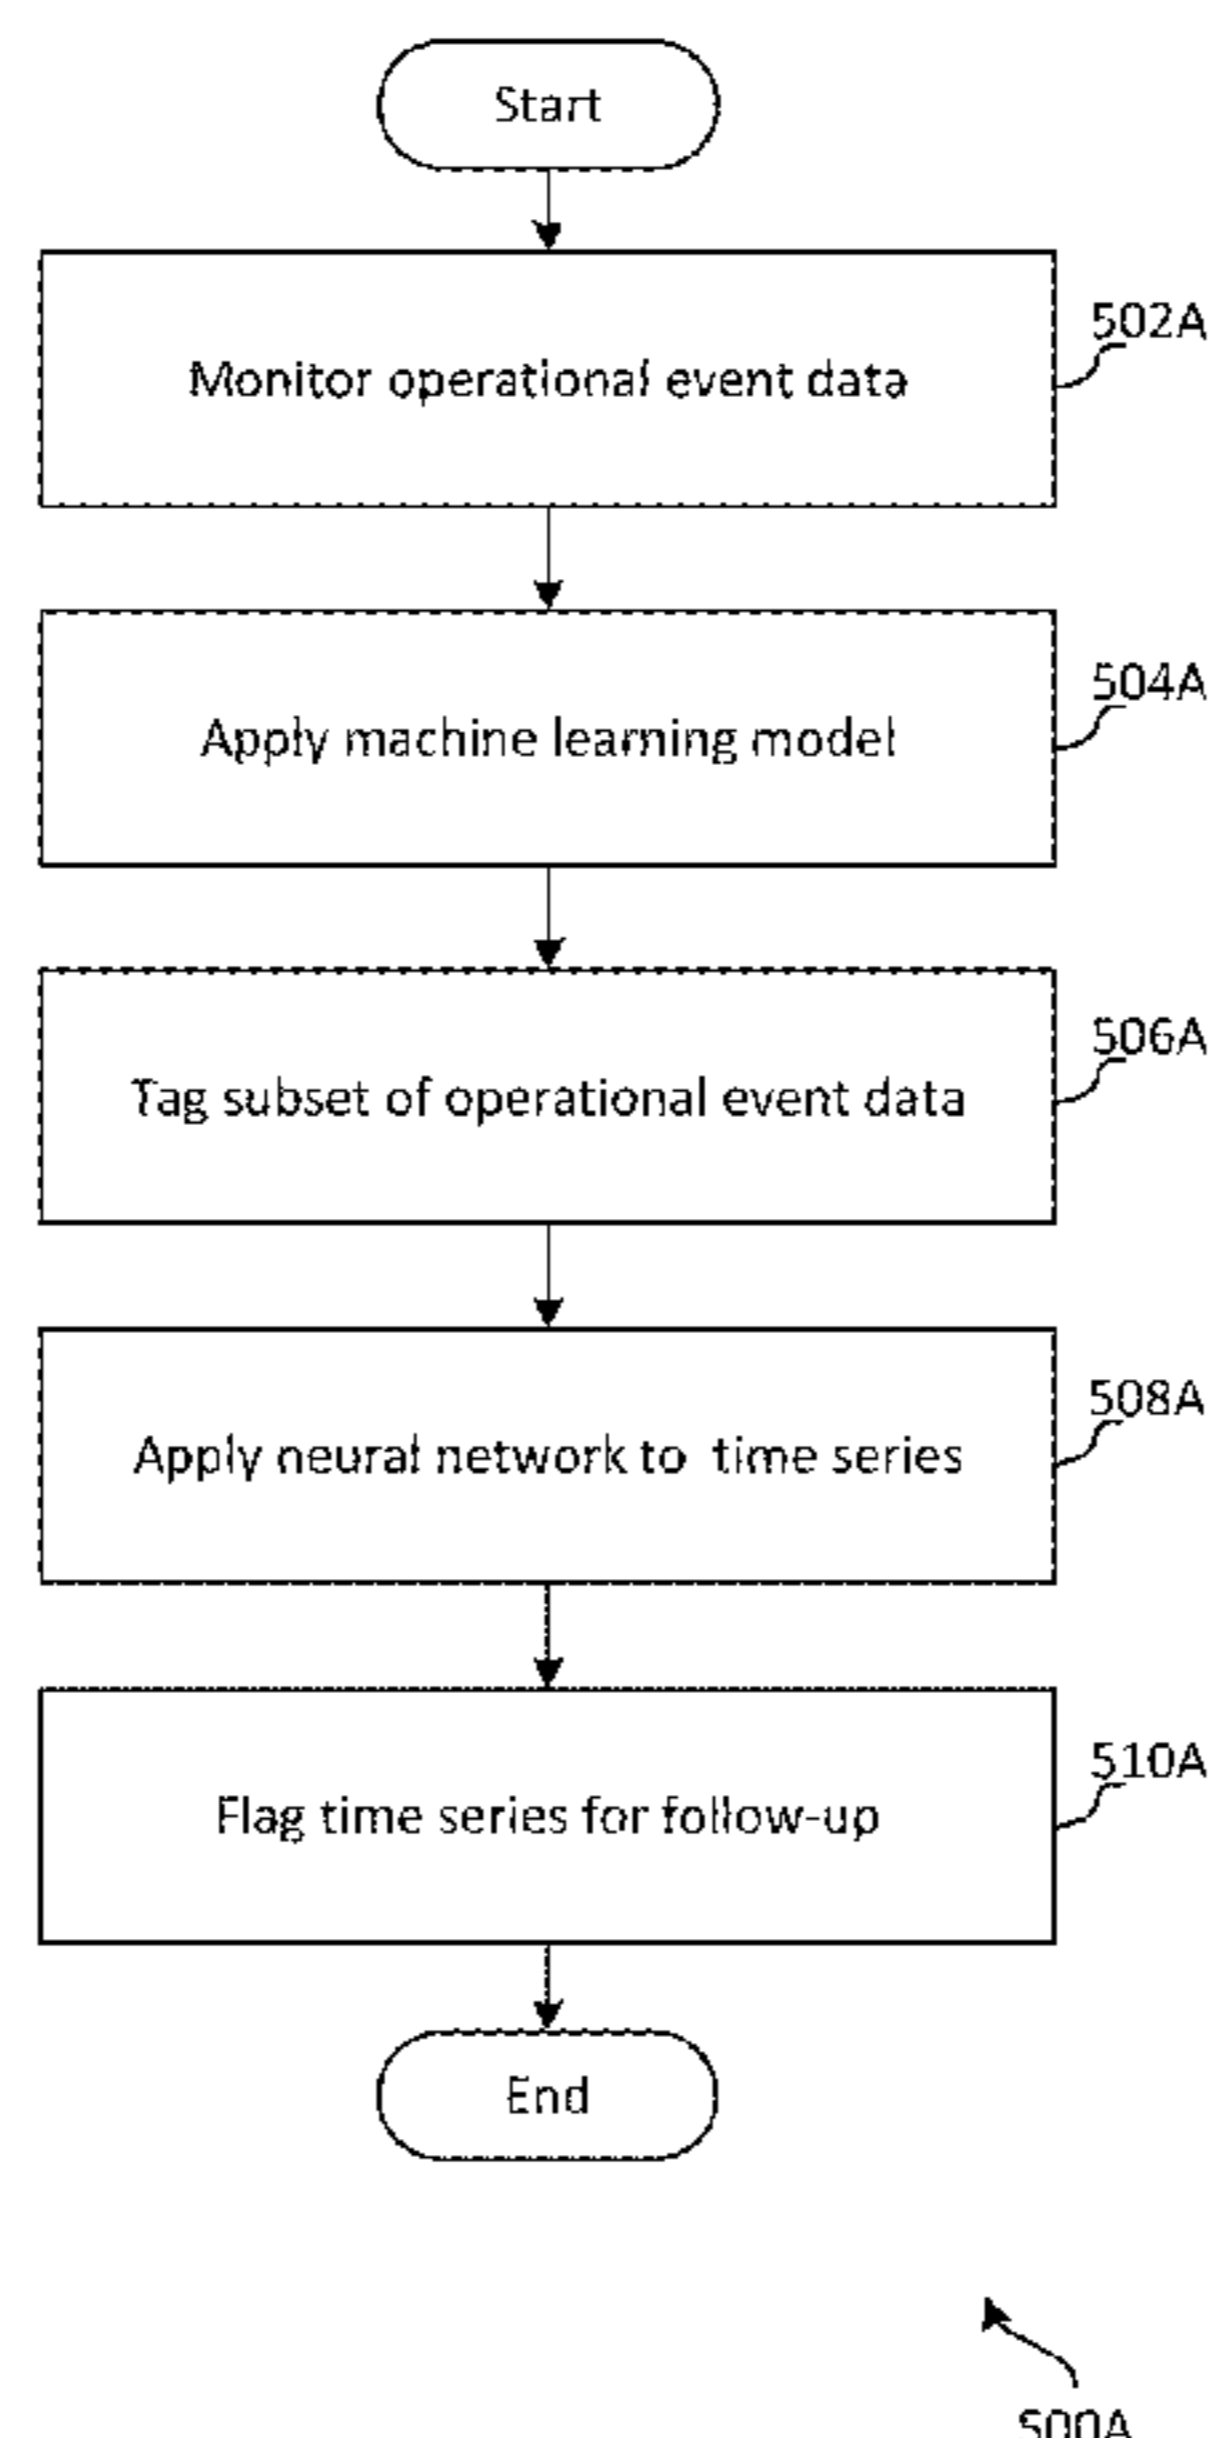 Start
Monitor operational event data
502A
Apply machine learning model
504A
Tag subset of operational event data
506A
Apply neural network to time series
508A
Flag time series for follow-up
510A
End
500A